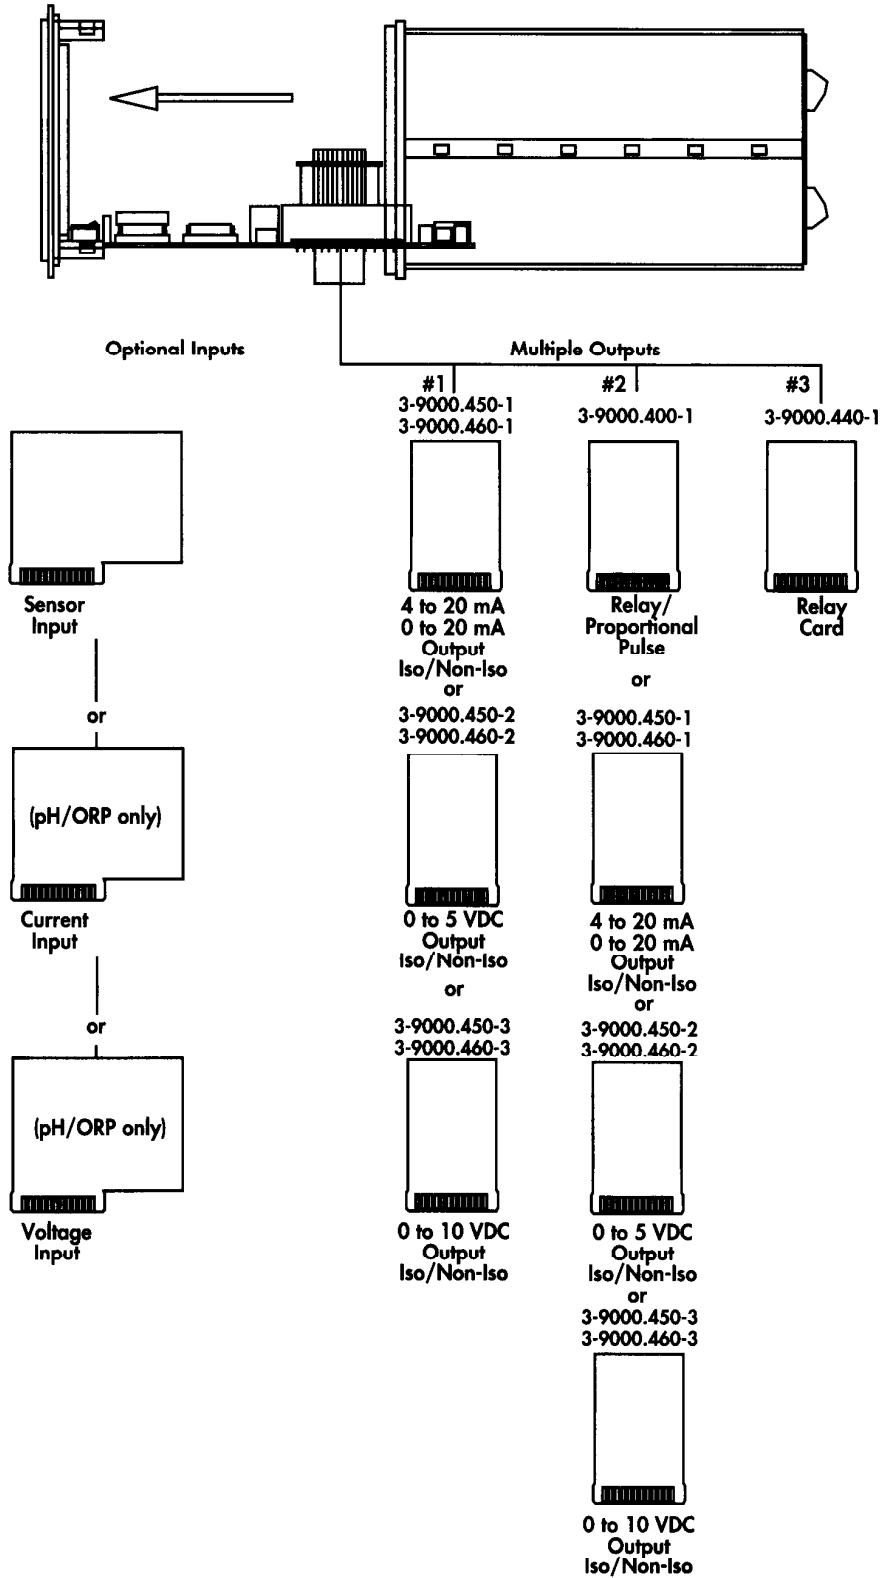 Optional Inputs
Multiple Outputs
#1
3-9000.450-1
3-9000.460-1
#2
3-9000.400-1
#3
3-9000.440-1
Sensor
Input
or
(pH/ORP only)
Current
Input
or
(pH/ORP only)
Voltage
Input
4 to 20 mA
0 to 20 mA
Output
Iso/Non-Iso
or
3-9000.450-2
3-9000.460-2
0 to 5 VDC
Output
Iso/Non-Iso
or
3-9000.450-3
3-9000.460-3
0 to 10 VDC
Output
Iso/Non-Iso
Relay/
Proportional
Pulse
or
3-9000.450-1
3-9000.460-1
4 to 20 mA
0 to 20 mA
Output
Iso/Non-Iso
or
3-9000.450-2
3-9000.460-2
0 to 5 VDC
Output
Iso/Non-Iso
or
3-9000.450-3
3-9000.460-3
0 to 10 VDC
Output
Iso/Non-Iso
Relay
Card